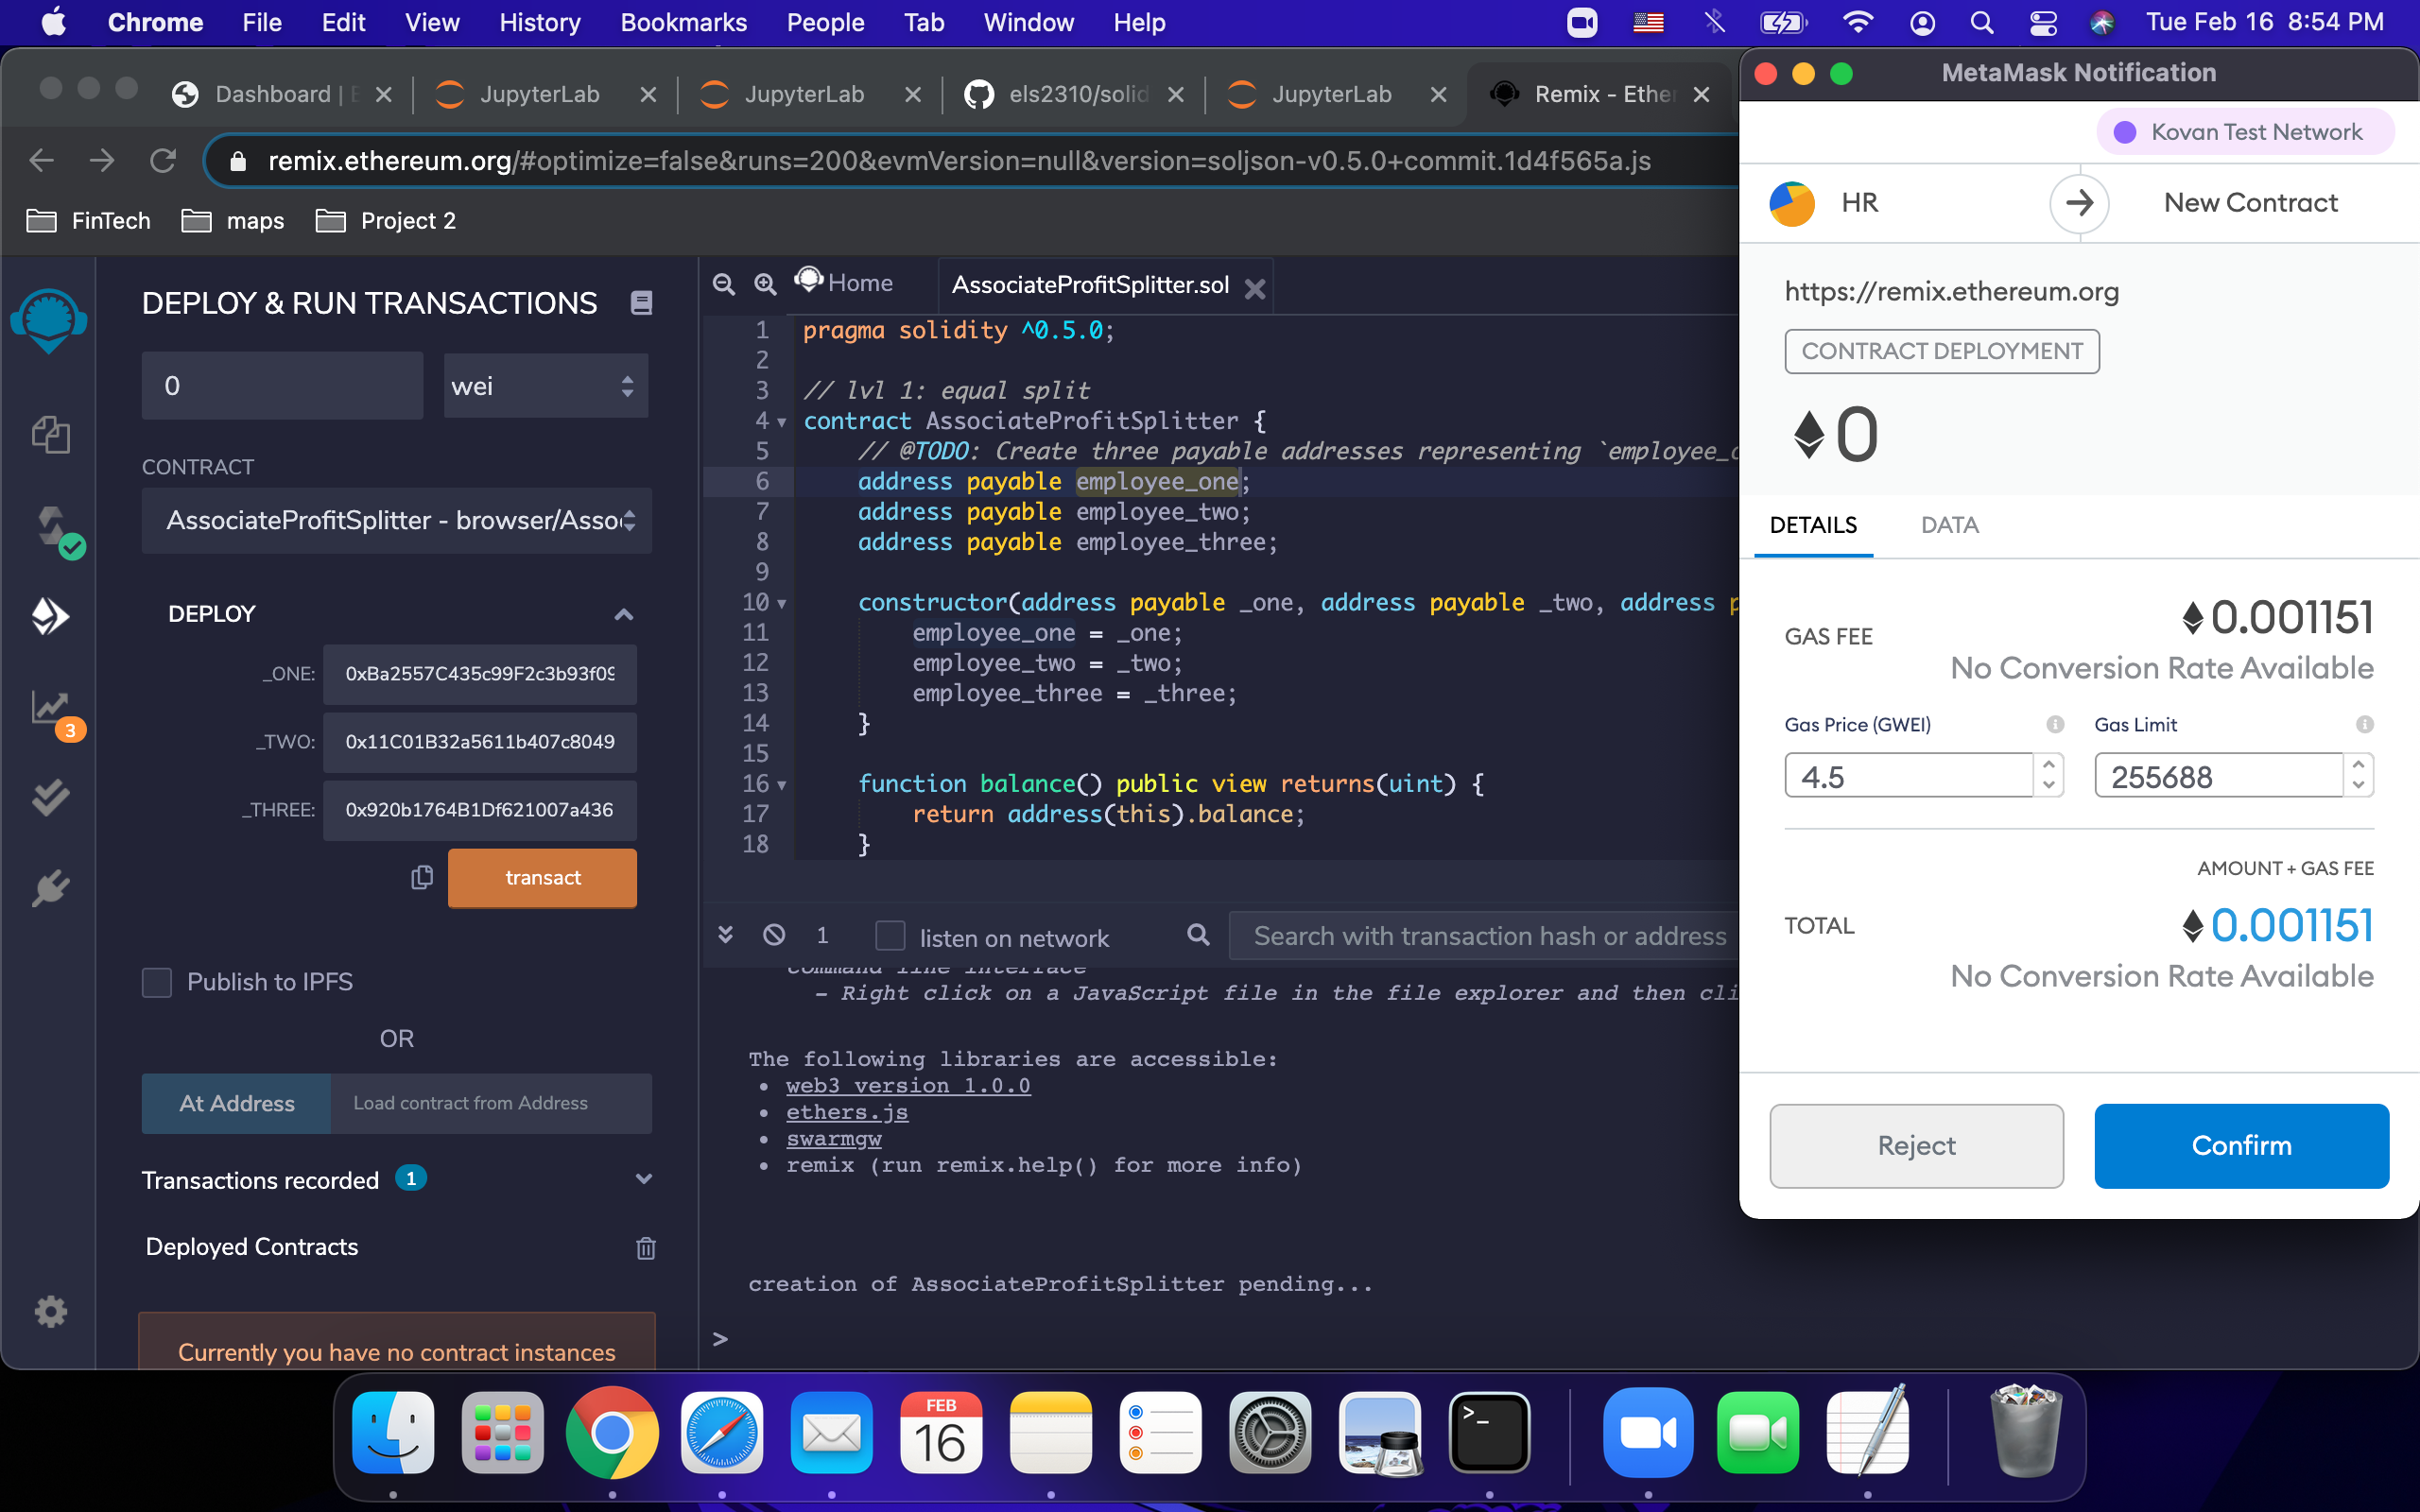 Chrome File Edit View History Bookmarks People Tab Window Help Tue Feb 16 8:54 PM
Dashboard | JupyterLab JupyterLab els2310/solid JupyterLab Remix - Ether
remix.ethereum.org/#optimize=false&runs=200&evmVersion=null&version=soljson-v0.5.0+commit.1d4f565a.js
FinTech maps Project 2
DEPLOY & RUN TRANSACTIONS
0 wei
CONTRACT
AssociateProfitSplitter - browser/Asso
DEPLOY
_ONE: 0xBa2557C435c99F2c3b93f09
_TWO: 0x11C01B32a5611b407c8049
_THREE: 0x920b1764B1Df621007a436
transact
Publish to IPFS
OR
At Address Load contract from Address
Transactions recorded 1
Deployed Contracts
Currently you have no contract instances
3
Home AssociateProfitSplitter.sol
1 pragma solidity ^0.5.0;
2
3 // lvl 1: equal split
4 contract AssociateProfitSplitter {
5 // @TODO: Create three payable addresses representing `employee_o
6 address payable employee_one;
7 address payable employee_two;
8 address payable employee_three;
9
10 constructor(address payable _one, address payable _two, address p
11 employee_one = _one;
12 employee_two = _two;
13 employee_three = _three;
14 }
15
16 function balance() public view returns(uint) {
17 return address(this).balance;
18 }
1 listen on network Search with transaction hash or address
command line interface
- Right click on a JavaScript file in the file explorer and then cli
The following libraries are accessible:
• web3 version 1.0.0
• ethers.js
• swarmgw
• remix (run remix.help() for more info)
creation of AssociateProfitSplitter pending...
>
MetaMask Notification
Kovan Test Network
HR New Contract
https://remix.ethereum.org
CONTRACT DEPLOYMENT
0
DETAILS DATA
GAS FEE 0.001151
No Conversion Rate Available
Gas Price (GWEI) Gas Limit
4.5 255688
AMOUNT + GAS FEE
TOTAL 0.001151
No Conversion Rate Available
Reject Confirm
FEB
16
>_